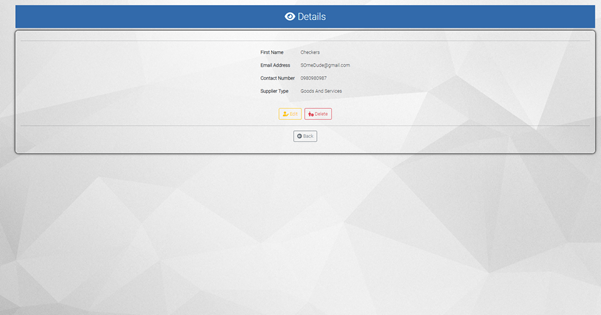 Details
First Name Checkers
Email Address S0meDude@gmail.com
Contact Number 0980980987
Supplier Type Goods And Services
Edit Delete
Back